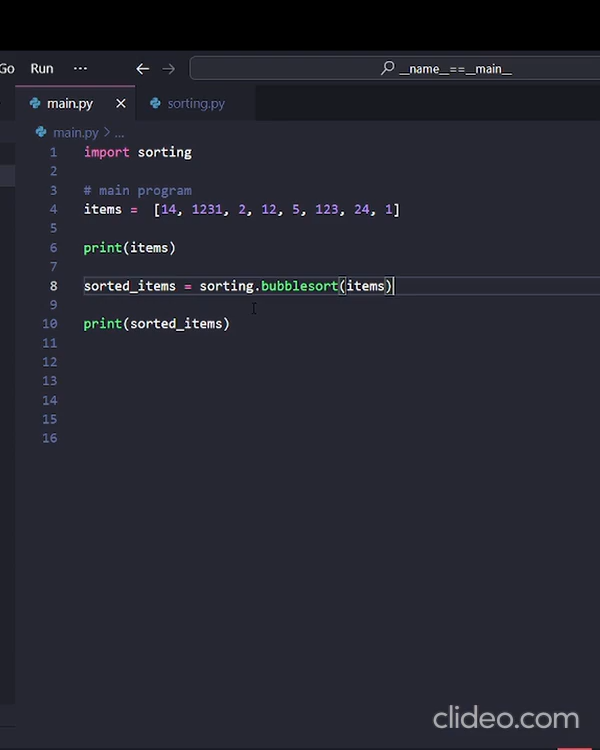 Go Run ··· ← → __name__==__main__
main.py × sorting.py
main.py > ...
1 import sorting
2
3 # main program
4 items =  [14, 1231, 2, 12, 5, 123, 24, 1]
5
6 print(items)
7
8 sorted_items = sorting.bubblesort(items)
9
10 print(sorted_items)
11
12
13
14
15
16
clideo.com